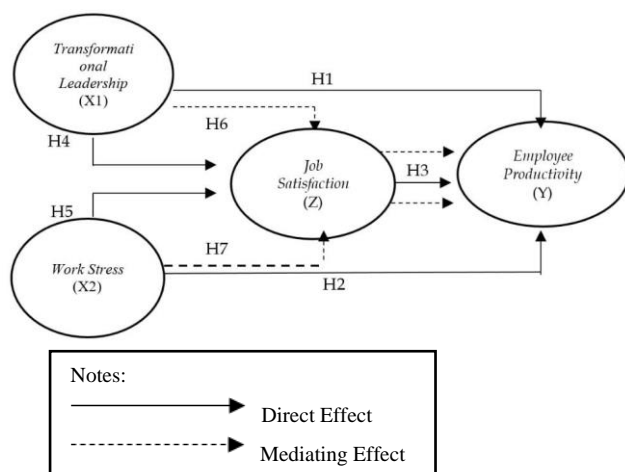 Transformati
onal
Leadership
(X1)
H1
H6
H4
Job
Satisfaction
(Z)
H3
Employee
Productivity
(Y)
H5
H7
Work Stress
(X2)
H2
Notes:
Direct Effect
Mediating Effect